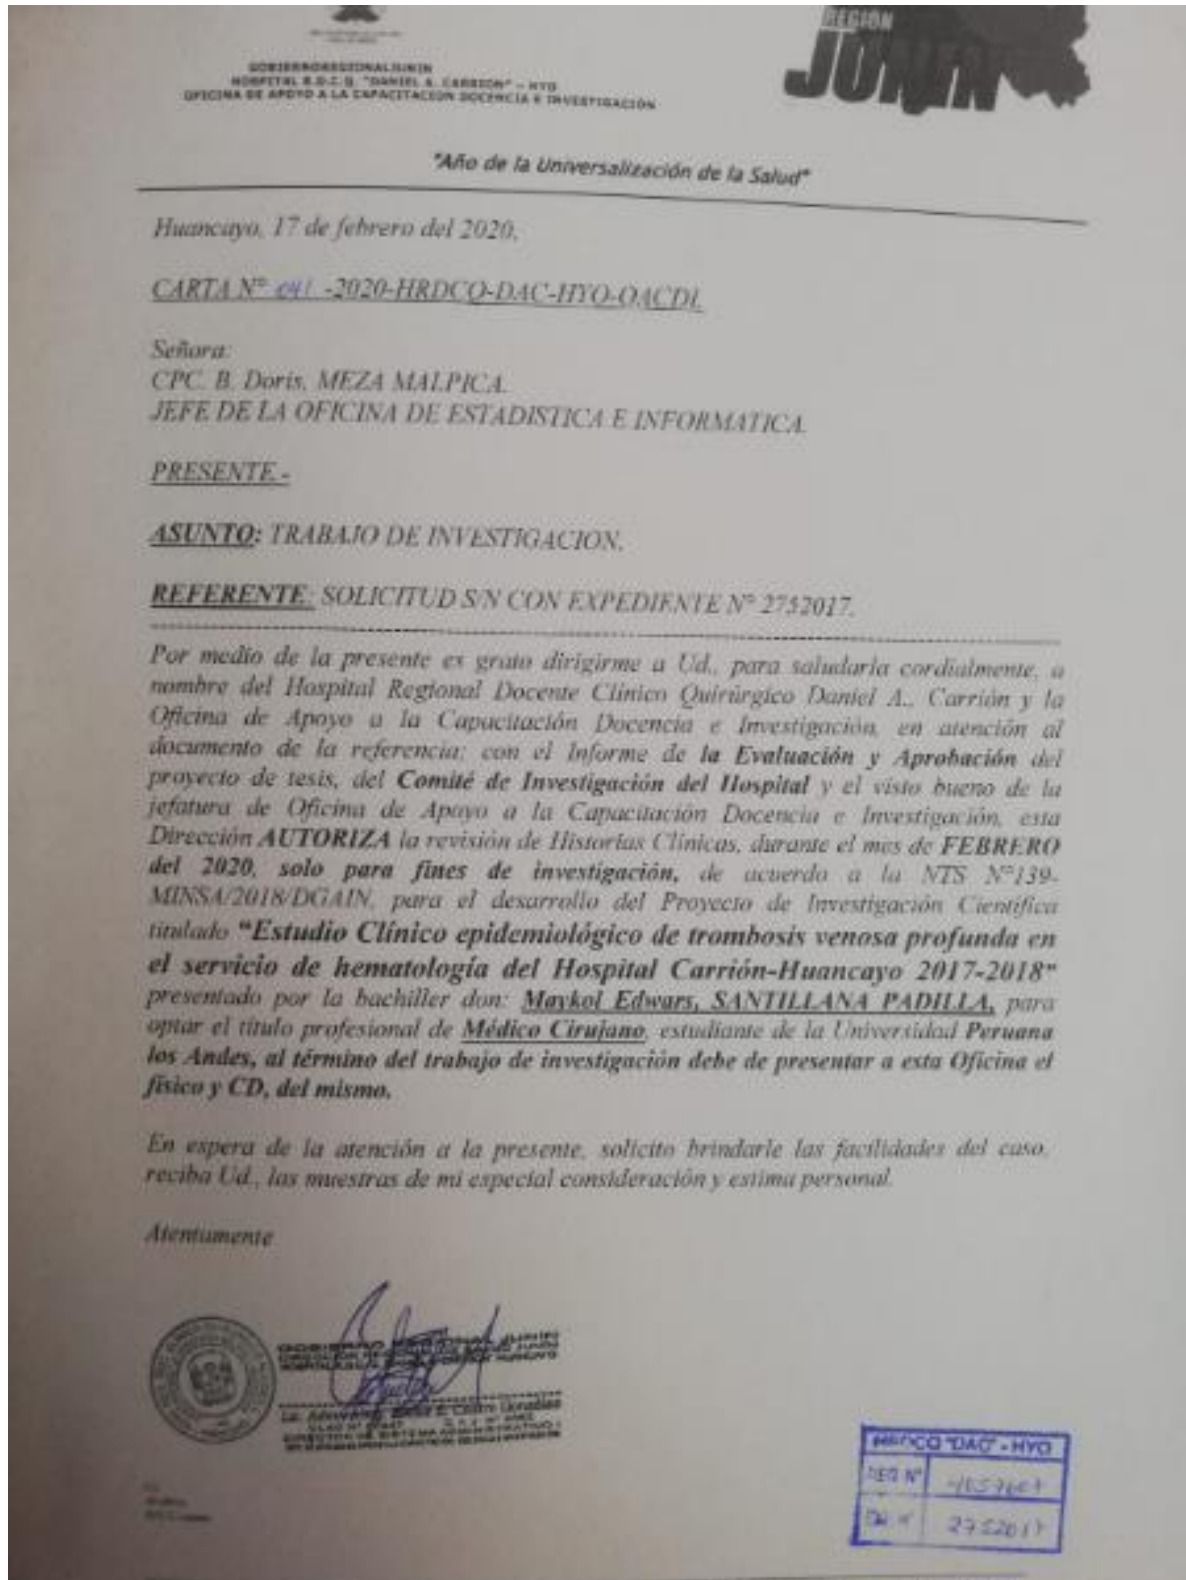 REGION
JUNIN
GOBIERNO REGIONAL JUNIN
HOSPITAL R.D.C.Q. "DANIEL A. CARRION" – HYO
OFICINA DE APOYO A LA CAPACITACION DOCENCIA E INVESTIGACIÓN
"Año de la Universalización de la Salud"
Huancayo, 17 de febrero del 2020.
CARTA N° 041 -2020-HRDCQ-DAC-HYO-OACDI.
Señora:
CPC. B. Doris. MEZA MALPICA.
JEFE DE LA OFICINA DE ESTADISTICA E INFORMATICA.
PRESENTE.-
ASUNTO: TRABAJO DE INVESTIGACION.
REFERENTE: SOLICITUD S/N CON EXPEDIENTE N° 2752017.
Por medio de la presente es grato dirigirme a Ud., para saludarla cordialmente, a
nombre del Hospital Regional Docente Clínico Quirúrgico Daniel A., Carrión y la
Oficina de Apoyo a la Capacitación Docencia e Investigación, en atención al
documento de la referencia; con el Informe de la Evaluación y Aprobación del
proyecto de tesis, del Comité de Investigación del Hospital y el visto bueno de la
jefatura de Oficina de Apoyo a la Capacitación Docencia e Investigación, esta
Dirección AUTORIZA la revisión de Historias Clínicas, durante el mes de FEBRERO
del 2020, solo para fines de investigación, de acuerdo a la NTS N°139-
MINSA/2018/DGAIN, para el desarrollo del Proyecto de Investigación Científica
titulado "Estudio Clínico epidemiológico de trombosis venosa profunda en
el servicio de hematología del Hospital Carrión-Huancayo 2017-2018"
presentado por la bachiller don: Maykol Edwars, SANTILLANA PADILLA, para
optar el título profesional de Médico Cirujano, estudiante de la Universidad Peruana
los Andes, al término del trabajo de investigación debe de presentar a esta Oficina el
físico y CD, del mismo.
En espera de la atención a la presente, solicito brindarle las facilidades del caso,
reciba Ud., las muestras de mi especial consideración y estima personal.
Atentamente
GOBIERNO REGIONAL JUNIN
Castro González
"DAC" - HYO
REG N°
2752017